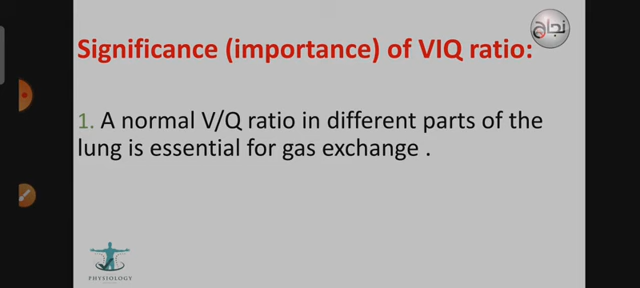 Significance (importance) of VIQ ratio:
نجاح
1. A normal V/Q ratio in different parts of the
lung is essential for gas exchange .
PHYSIOLOGY